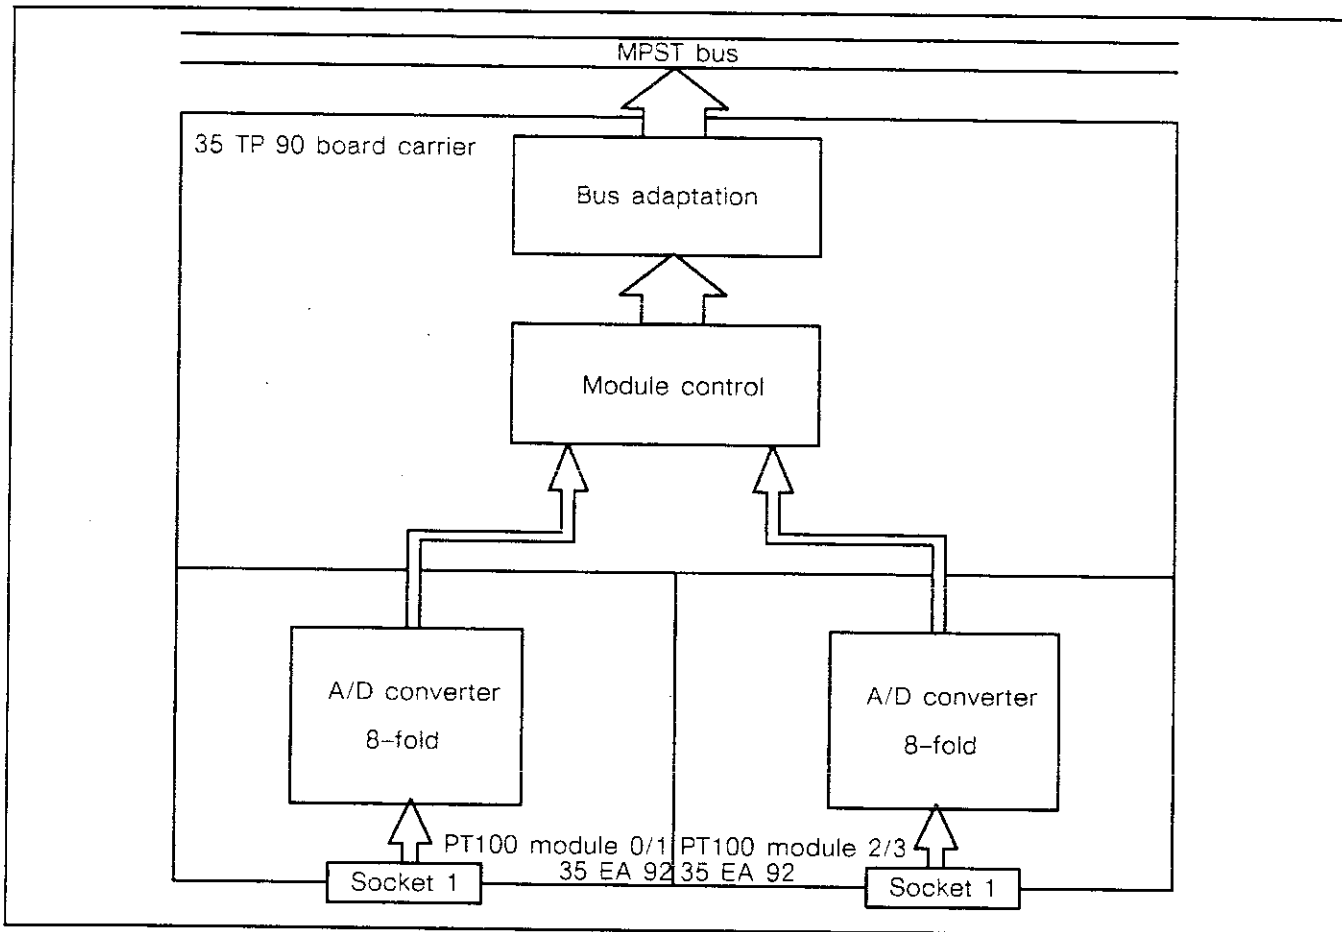 MPST bus
35 TP 90 board carrier
Bus adaptation
Module control
A/D converter
8-fold
A/D converter
8-fold
PT100 module 0/1
35 EA 92
PT100 module 2/3
35 EA 92
Socket 1
Socket 1